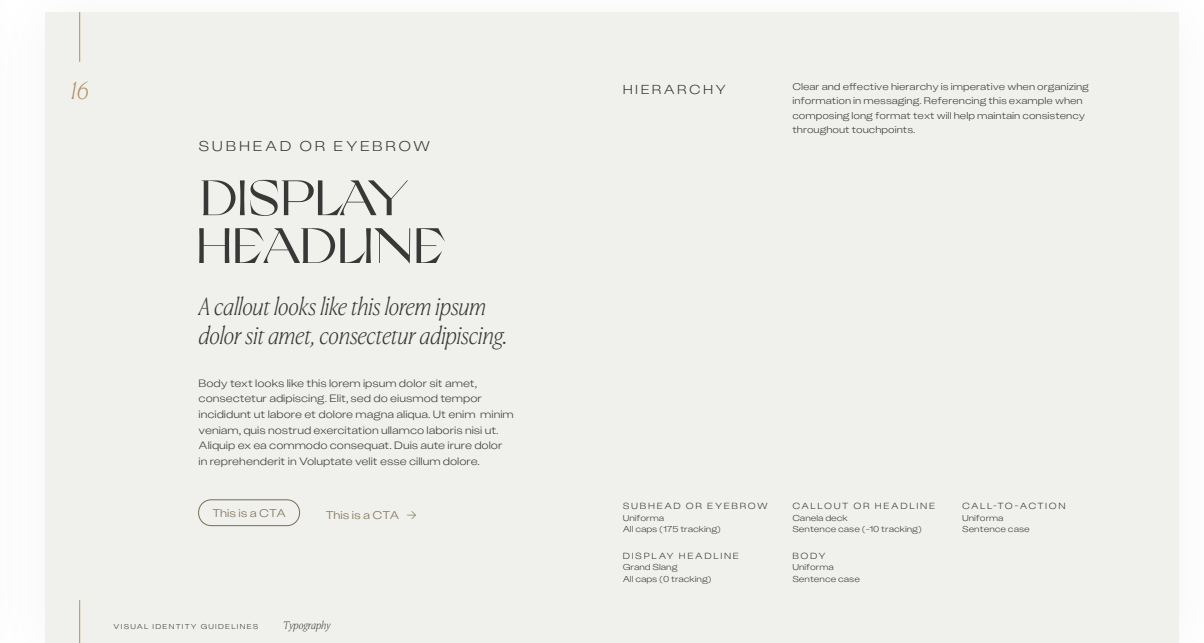 16
HIERARCHY
Clear and effective hierarchy is imperative when organizing
information in messaging. Referencing this example when
composing long format text will help maintain consistency
throughout touchpoints.
SUBHEAD OR EYEBROW
DISPLAY
HEADLINE
A callout looks like this lorem ipsum
dolor sit amet, consectetur adipiscing.
Body text looks like this lorem ipsum dolor sit amet,
consectetur adipiscing. Elit, sed do eiusmod tempor
incididunt ut labore et dolore magna aliqua. Ut enim minim
veniam, quis nostrud exercitation ullamco laboris nisi ut.
Aliquip ex ea commodo consequat. Duis aute irure dolor
in reprehenderit in Voluptate velit esse cillum dolore.
This is a CTA
This is a CTA →
SUBHEAD OR EYEBROW
Uniforma
All caps (175 tracking)
CALLOUT OR HEADLINE
Canela deck
Sentence case (-10 tracking)
CALL-TO-ACTION
Uniforma
Sentence case
DISPLAY HEADLINE
Grand Slang
All caps (0 tracking)
BODY
Uniforma
Sentence case
VISUAL IDENTITY GUIDELINES
Typography